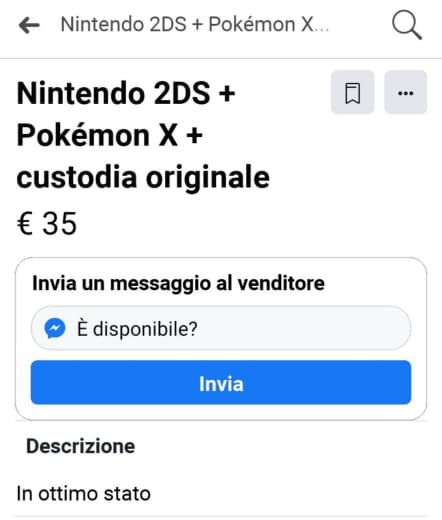 Nintendo 2DS + Pokémon X...
Nintendo 2DS +
Pokémon X +
custodia originale
€ 35
Invia un messaggio al venditore
È disponibile?
Invia
Descrizione
In ottimo stato